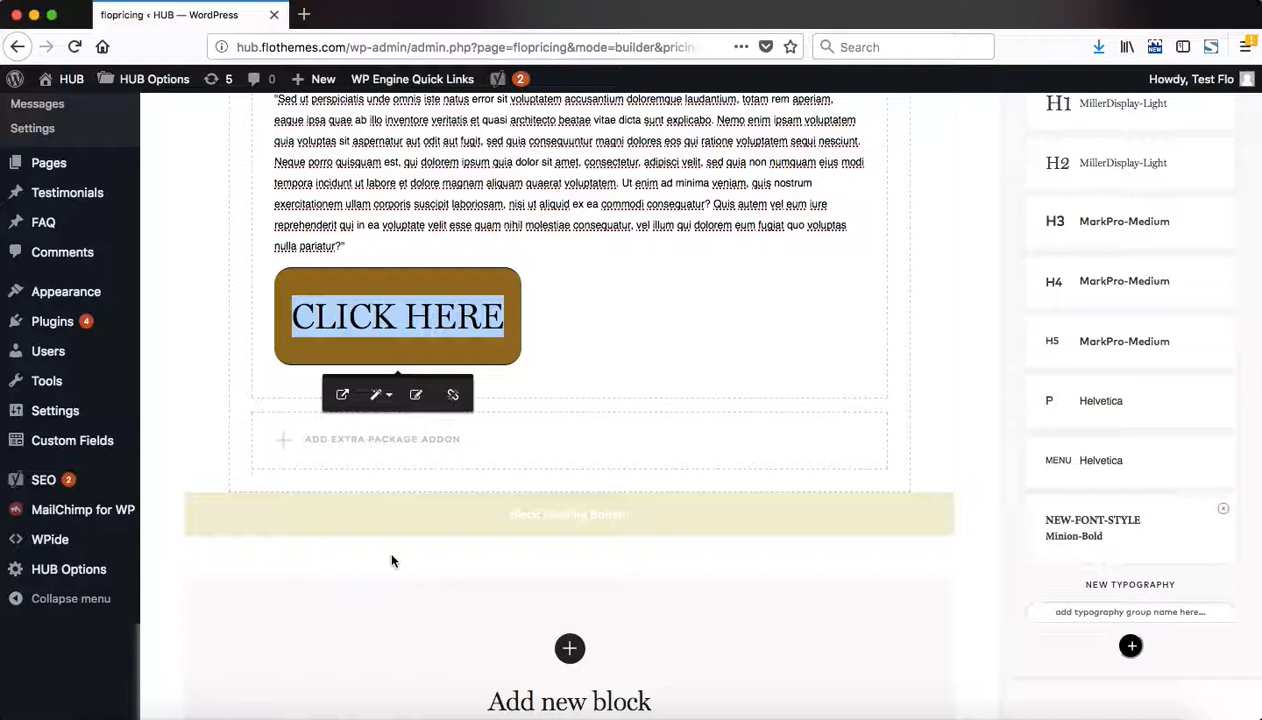 flopricing ‹ HUB — WordPress
hub.flothemes.com/wp-admin/admin.php?page=flopricing&mode=builder&pricin
Search
HUB
HUB Options
5
0
New
WP Engine Quick Links
2
Howdy, Test Flo
Messages
Settings
Pages
Testimonials
FAQ
Comments
Appearance
Plugins 4
Users
Tools
Settings
Custom Fields
SEO 2
MailChimp for WP
WPide
HUB Options
Collapse menu
"Sed ut perspiciatis unde omnis iste natus error sit voluptatem accusantium doloremque laudantium, totam rem aperiam,
eaque ipsa quae ab illo inventore veritatis et quasi architecto beatae vitae dicta sunt explicabo. Nemo enim ipsam voluptatem
quia voluptas sit aspernatur aut odit aut fugit, sed quia consequuntur magni dolores eos qui ratione voluptatem sequi nesciunt.
Neque porro quisquam est, qui dolorem ipsum quia dolor sit amet, consectetur, adipisci velit, sed quia non numquam eius modi
tempora incidunt ut labore et dolore magnam aliquam quaerat voluptatem. Ut enim ad minima veniam, quis nostrum
exercitationem ullam corporis suscipit laboriosam, nisi ut aliquid ex ea commodi consequatur? Quis autem vel eum iure
reprehenderit qui in ea voluptate velit esse quam nihil molestiae consequatur, vel illum qui dolorem eum fugiat quo voluptas
nulla pariatur?"
CLICK HERE
ADD EXTRA PACKAGE ADDON
Block Heading Bottom
Add new block
H1 MillerDisplay-Light
H2 MillerDisplay-Light
H3 MarkPro-Medium
H4 MarkPro-Medium
H5 MarkPro-Medium
P Helvetica
MENU Helvetica
NEW-FONT-STYLE
Minion-Bold
NEW TYPOGRAPHY
add typography group name here...